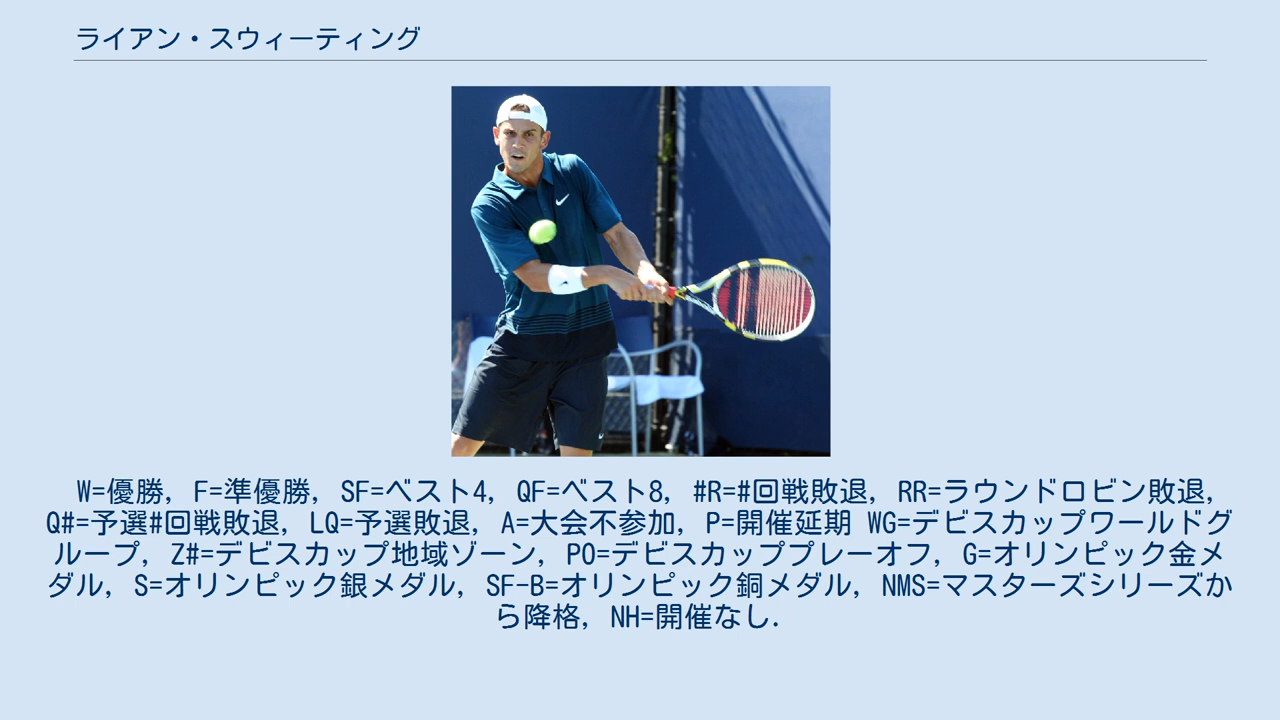 ライアン・スウィーティング
W=優勝, F=準優勝, SF=ベスト4, QF=ベスト8, #R=#回戦敗退, RR=ラウンドロビン敗退,
Q#=予選#回戦敗退, LQ=予選敗退, A=大会不参加, P=開催延期 WG=デビスカップワールドグ
ループ, Z#=デビスカップ地域ゾーン, PO=デビスカッププレーオフ, G=オリンピック金メ
ダル, S=オリンピック銀メダル, SF-B=オリンピック銅メダル, NMS=マスターズシリーズか
ら降格, NH=開催なし.